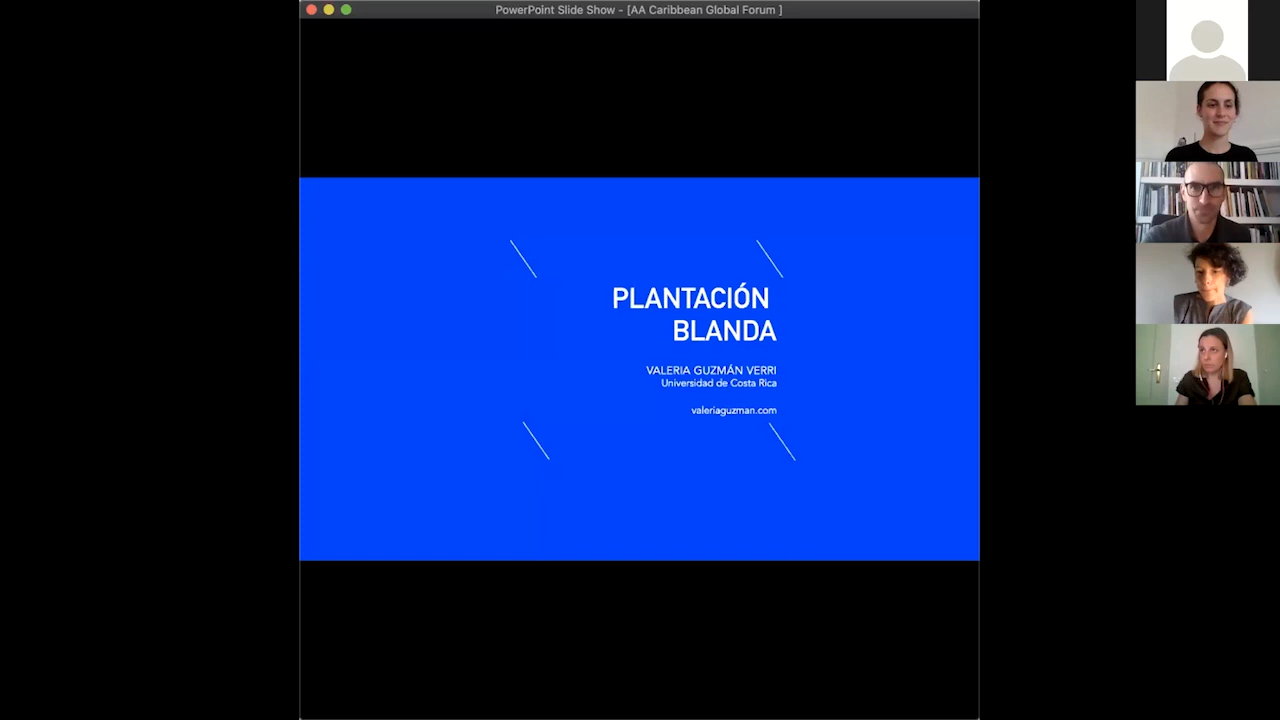 PowerPoint Slide Show - [AA Caribbean Global Forum ]
PLANTACIÓN
BLANDA
VALERIA GUZMÁN VERRI
Universidad de Costa Rica
valeriaguzman.com